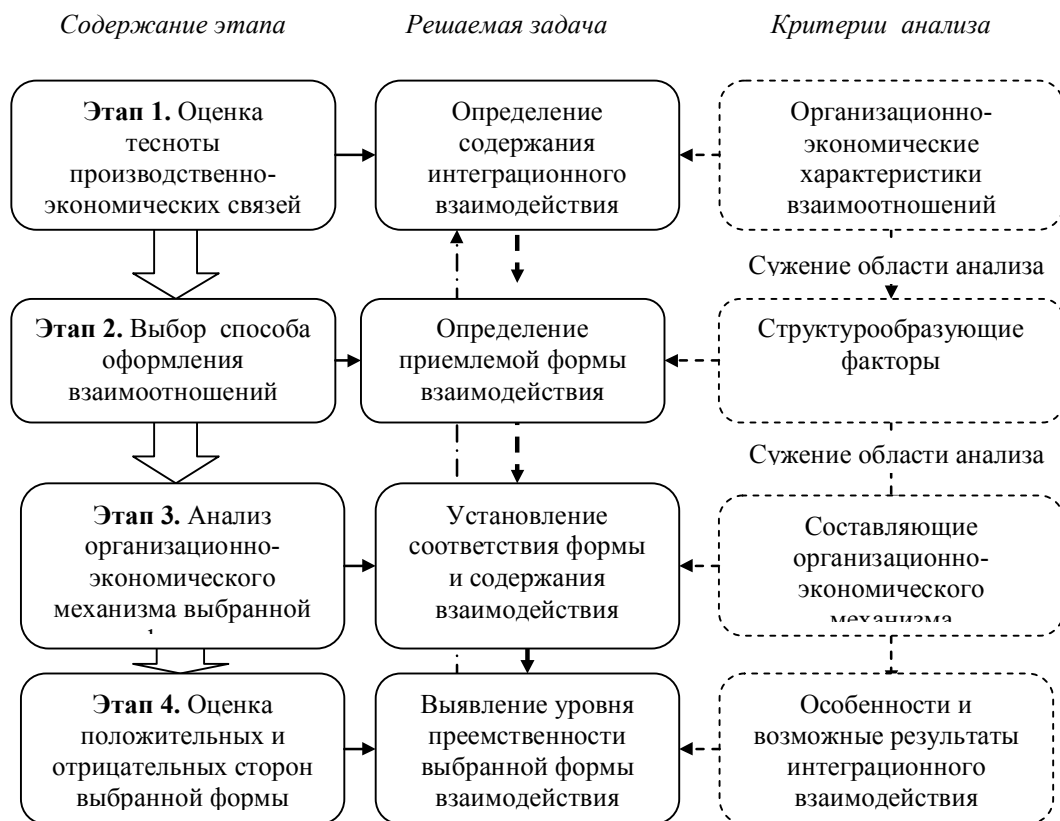 Содержание этапа
Решаемая задача
Критерии анализа
Этап 1. Оценка
тесноты
производственно-
экономических связей
Определение
содержания
интеграционного
взаимодействия
Организационно-
экономические
характеристики
взаимоотношений
Сужение области анализа
Этап 2. Выбор способа
оформления
взаимоотношений
Определение
приемлемой формы
взаимодействия
Структурообразующие
факторы
Сужение области анализа
Этап 3. Анализ
организационно-
экономического
механизма выбранной
Установление
соответствия формы
и содержания
взаимодействия
Составляющие
организационно-
экономического
механизма
Этап 4. Оценка
положительных и
отрицательных сторон
выбранной формы
Выявление уровня
преемственности
выбранной формы
взаимодействия
Особенности и
возможные результаты
интеграционного
взаимодействия